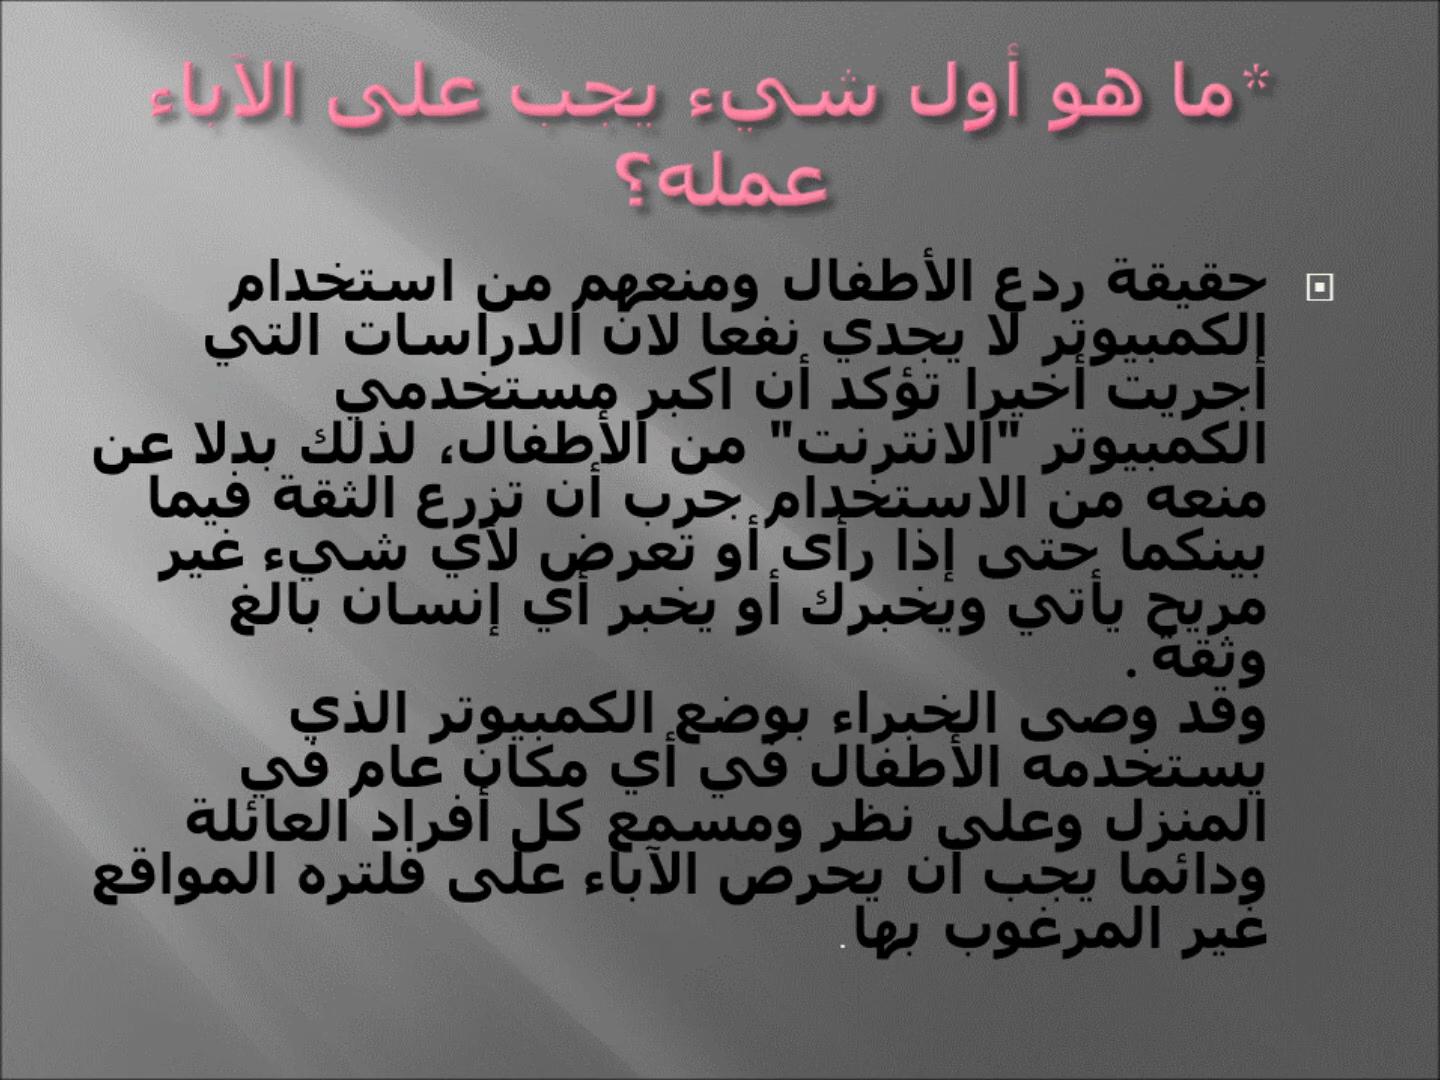 *ما هو أول شيء يجب على الآباء
عمله؟
حقيقة ردع الأطفال ومنعهم من استخدام
الكمبيوتر لا يجدي نفعا لان الدراسات التي
أجريت أخيرا تؤكد أن اكبر مستخدمي
الكمبيوتر "الانترنت" من الأطفال، لذلك بدلا عن
منعه من الاستخدام جرب أن تزرع الثقة فيما
بينكما حتى إذا رأى أو تعرض لأي شيء غير
مريح يأتي ويخبرك أو يخبر أي إنسان بالغ
وثقة .
وقد وصى الخبراء بوضع الكمبيوتر الذي
يستخدمه الأطفال في أي مكان عام في
المنزل وعلى نظر ومسمع كل أفراد العائلة
ودائما يجب أن يحرص الآباء على فلتره المواقع
غير المرغوب بها.